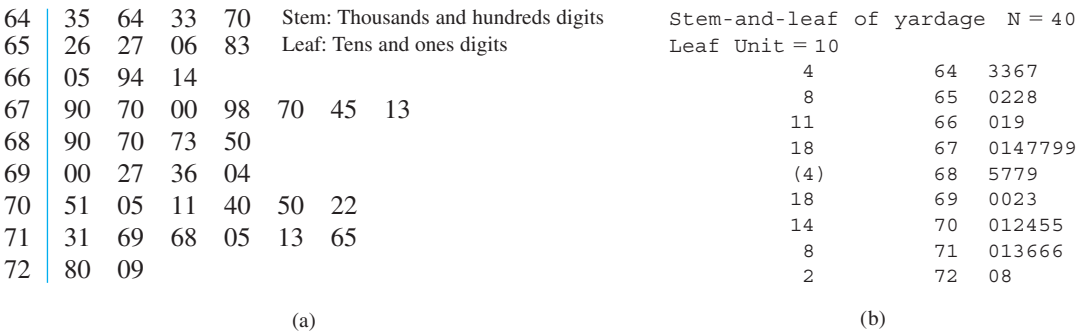 64 35 64 33 70 Stem: Thousands and hundreds digits
65 26 27 06 83 Leaf: Tens and ones digits
66 05 94 14
67 90 70 00 98 70 45 13
68 90 70 73 50
69 00 27 36 04
70 51 05 11 40 50 22
71 31 69 68 05 13 65
72 80 09
(a)
Stem-and-leaf of yardage N = 40
Leaf Unit = 10
4 64 3367
8 65 0228
11 66 019
18 67 0147799
(4) 68 5779
18 69 0023
14 70 012455
8 71 013666
2 72 08
(b)